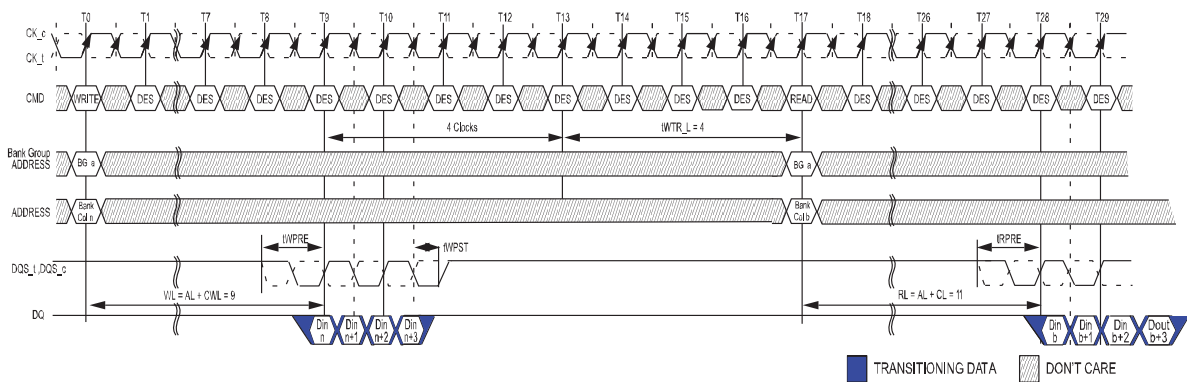 T0 T1 T7 T8 T9 T10 T11 T12 T13 T14 T15 T16 T17 T18 T26 T27 T28 T29
CK_c
CK_t
CMD WRITE DES DES DES DES DES DES DES DES DES DES DES READ DES DES DES DES DES
4 Clocks tWTR_L = 4
Bank Group
ADDRESS BG a BG a
ADDRESS Bank Col n Bank Col b
tWPRE tWPST tRPRE
DQS_t,DQS_c
WL = AL + CWL = 9 RL = AL + CL = 11
DQ Din n Din n+1 Din n+2 Din n+3 Din b Din b+1 Din b+2 Dout b+3
TRANSITIONING DATA DON'T CARE